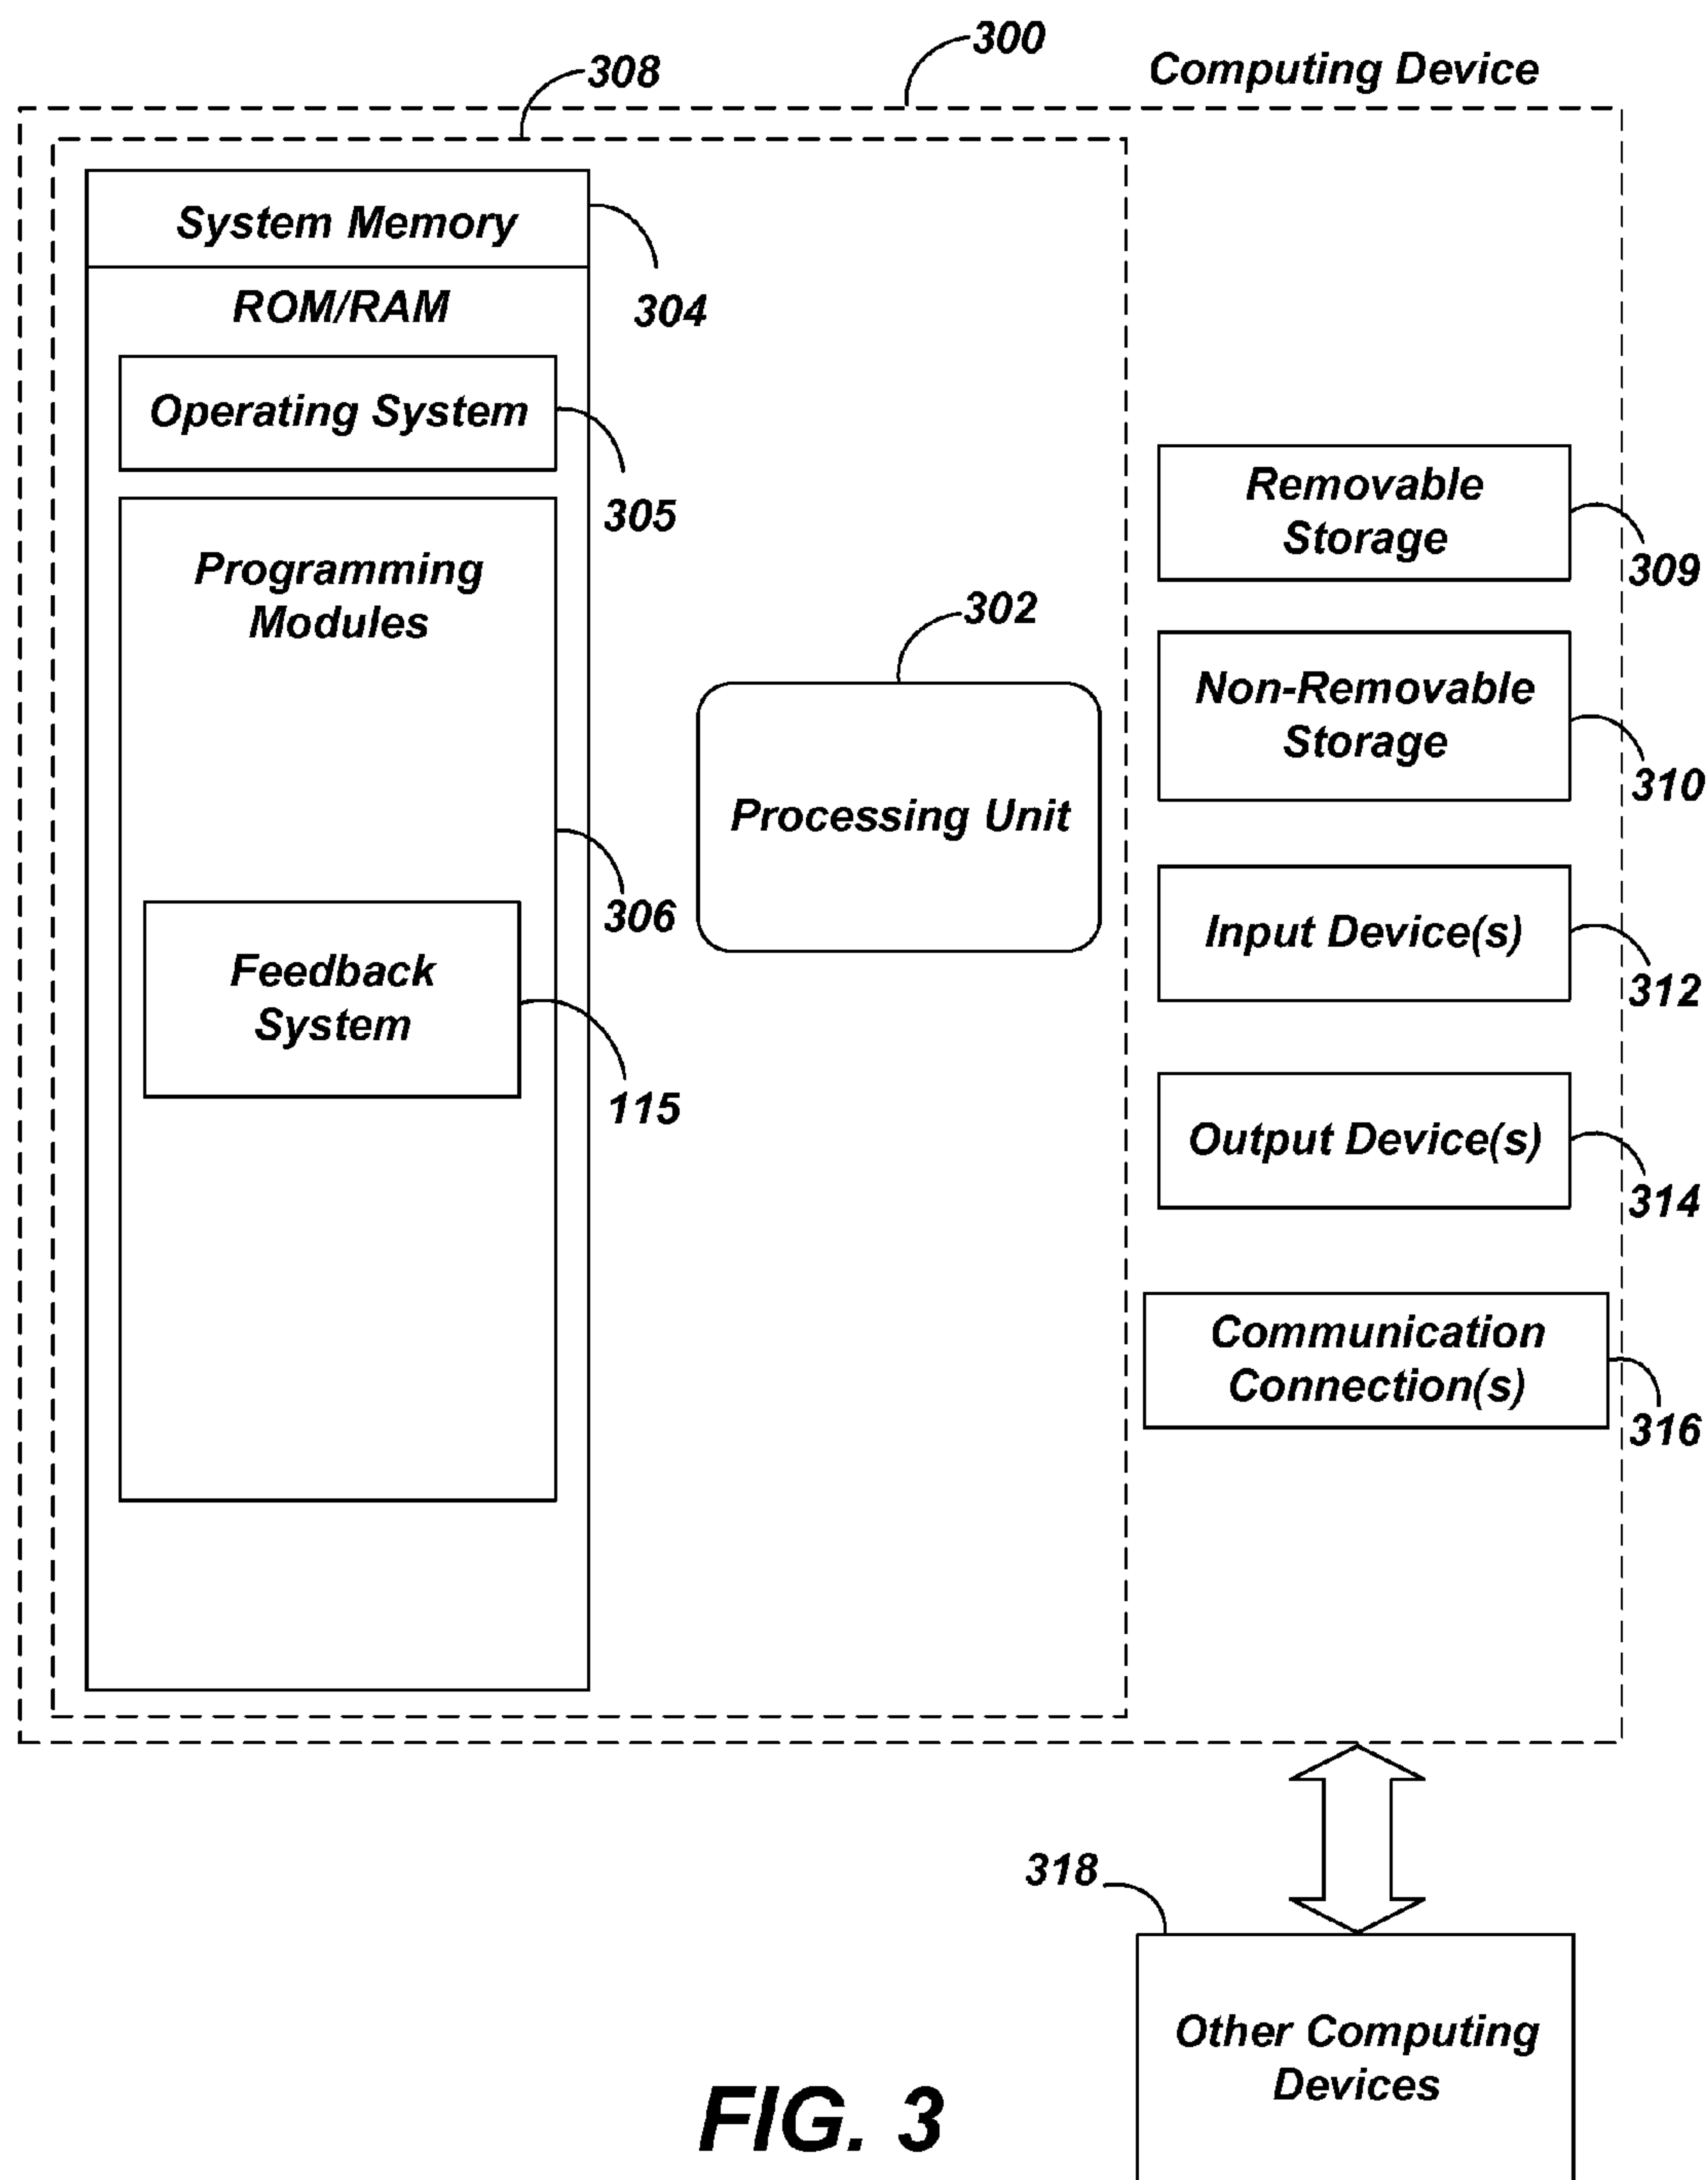 300
Computing Device
308
System Memory
304
ROM/RAM
Operating System
305
Programming
Modules
306
Feedback
System
115
302
Processing Unit
Removable
Storage
309
Non-Removable
Storage
310
Input Device(s)
312
Output Device(s)
314
Communication
Connection(s)
316
318
Other Computing
Devices
FIG. 3